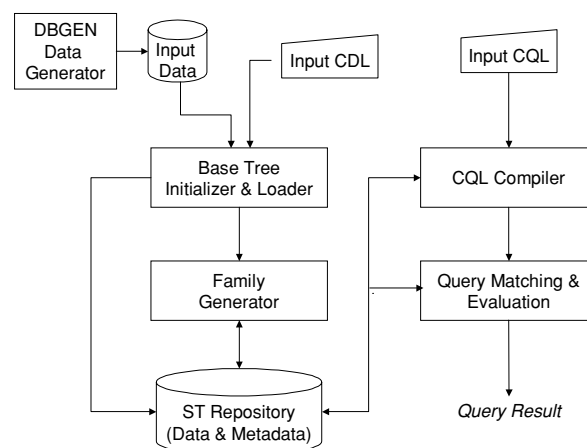 DBGEN
Data
Generator
Input
Data
Input CDL
Input CQL
Base Tree
Initializer & Loader
CQL Compiler
Family
Generator
Query Matching &
Evaluation
ST Repository
(Data & Metadata)
Query Result